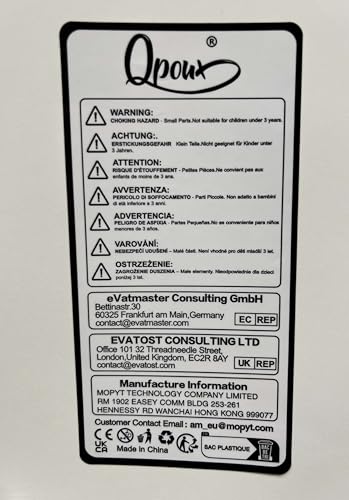 Qpoux®
WARNING:
CHOKING HAZARD - Small Parts.Not suitable for children under 3 years.
ACHTUNG:.
ERSTICKUNGSGEFAHR Klein Teile.Nicht geeignet für Kinder unter
3 Jahren.
ATTENTION:
RISQUE D'ÉTOUFFEMENT - Petites Pièces.Ne convient pas aux
enfants de moins de 3 ans.
AVVERTENZA:
PERICOLO DI SOFFOCAMENTO - Parti Piccole. Non adatto a bambini
di età inferiore a 3 anni.
ADVERTENCIA:
PELIGRO DE ASFIXIA - Partes Pequeñas.No es conveniente para niños
menores de 3 años.
VAROVÁNÍ:
NEBEZPEČÍ UDUŠENÍ - Malé části. Není vhodné pro děti mladší 3 let.
OSTRZEŻENIE:
ZAGROŻENIE DUSZENIA - Małe elementy. Nieodpowiednie dla dzieci
poniżej 3 lat.
eVatmaster Consulting GmbH
Bettinastr.30
60325 Frankfurt am Main,Germany
contact@evatmaster.com
EC REP
EVATOST CONSULTING LTD
Office 101 32 Threadneedle Street,
London,United Kingdom, EC2R 8AY
contact@evatost.com
UK REP
Manufacture Information
MOPYT TECHNOLOGY COMPANY LIMITED
RM 1902 EASEY COMM BLDG 253-261
HENNESSY RD WANCHAI HONG KONG 999077
Customer Contact Email : am_eu@mopyt.com
UK
CA
CE
Made in China
SAC PLASTIQUE